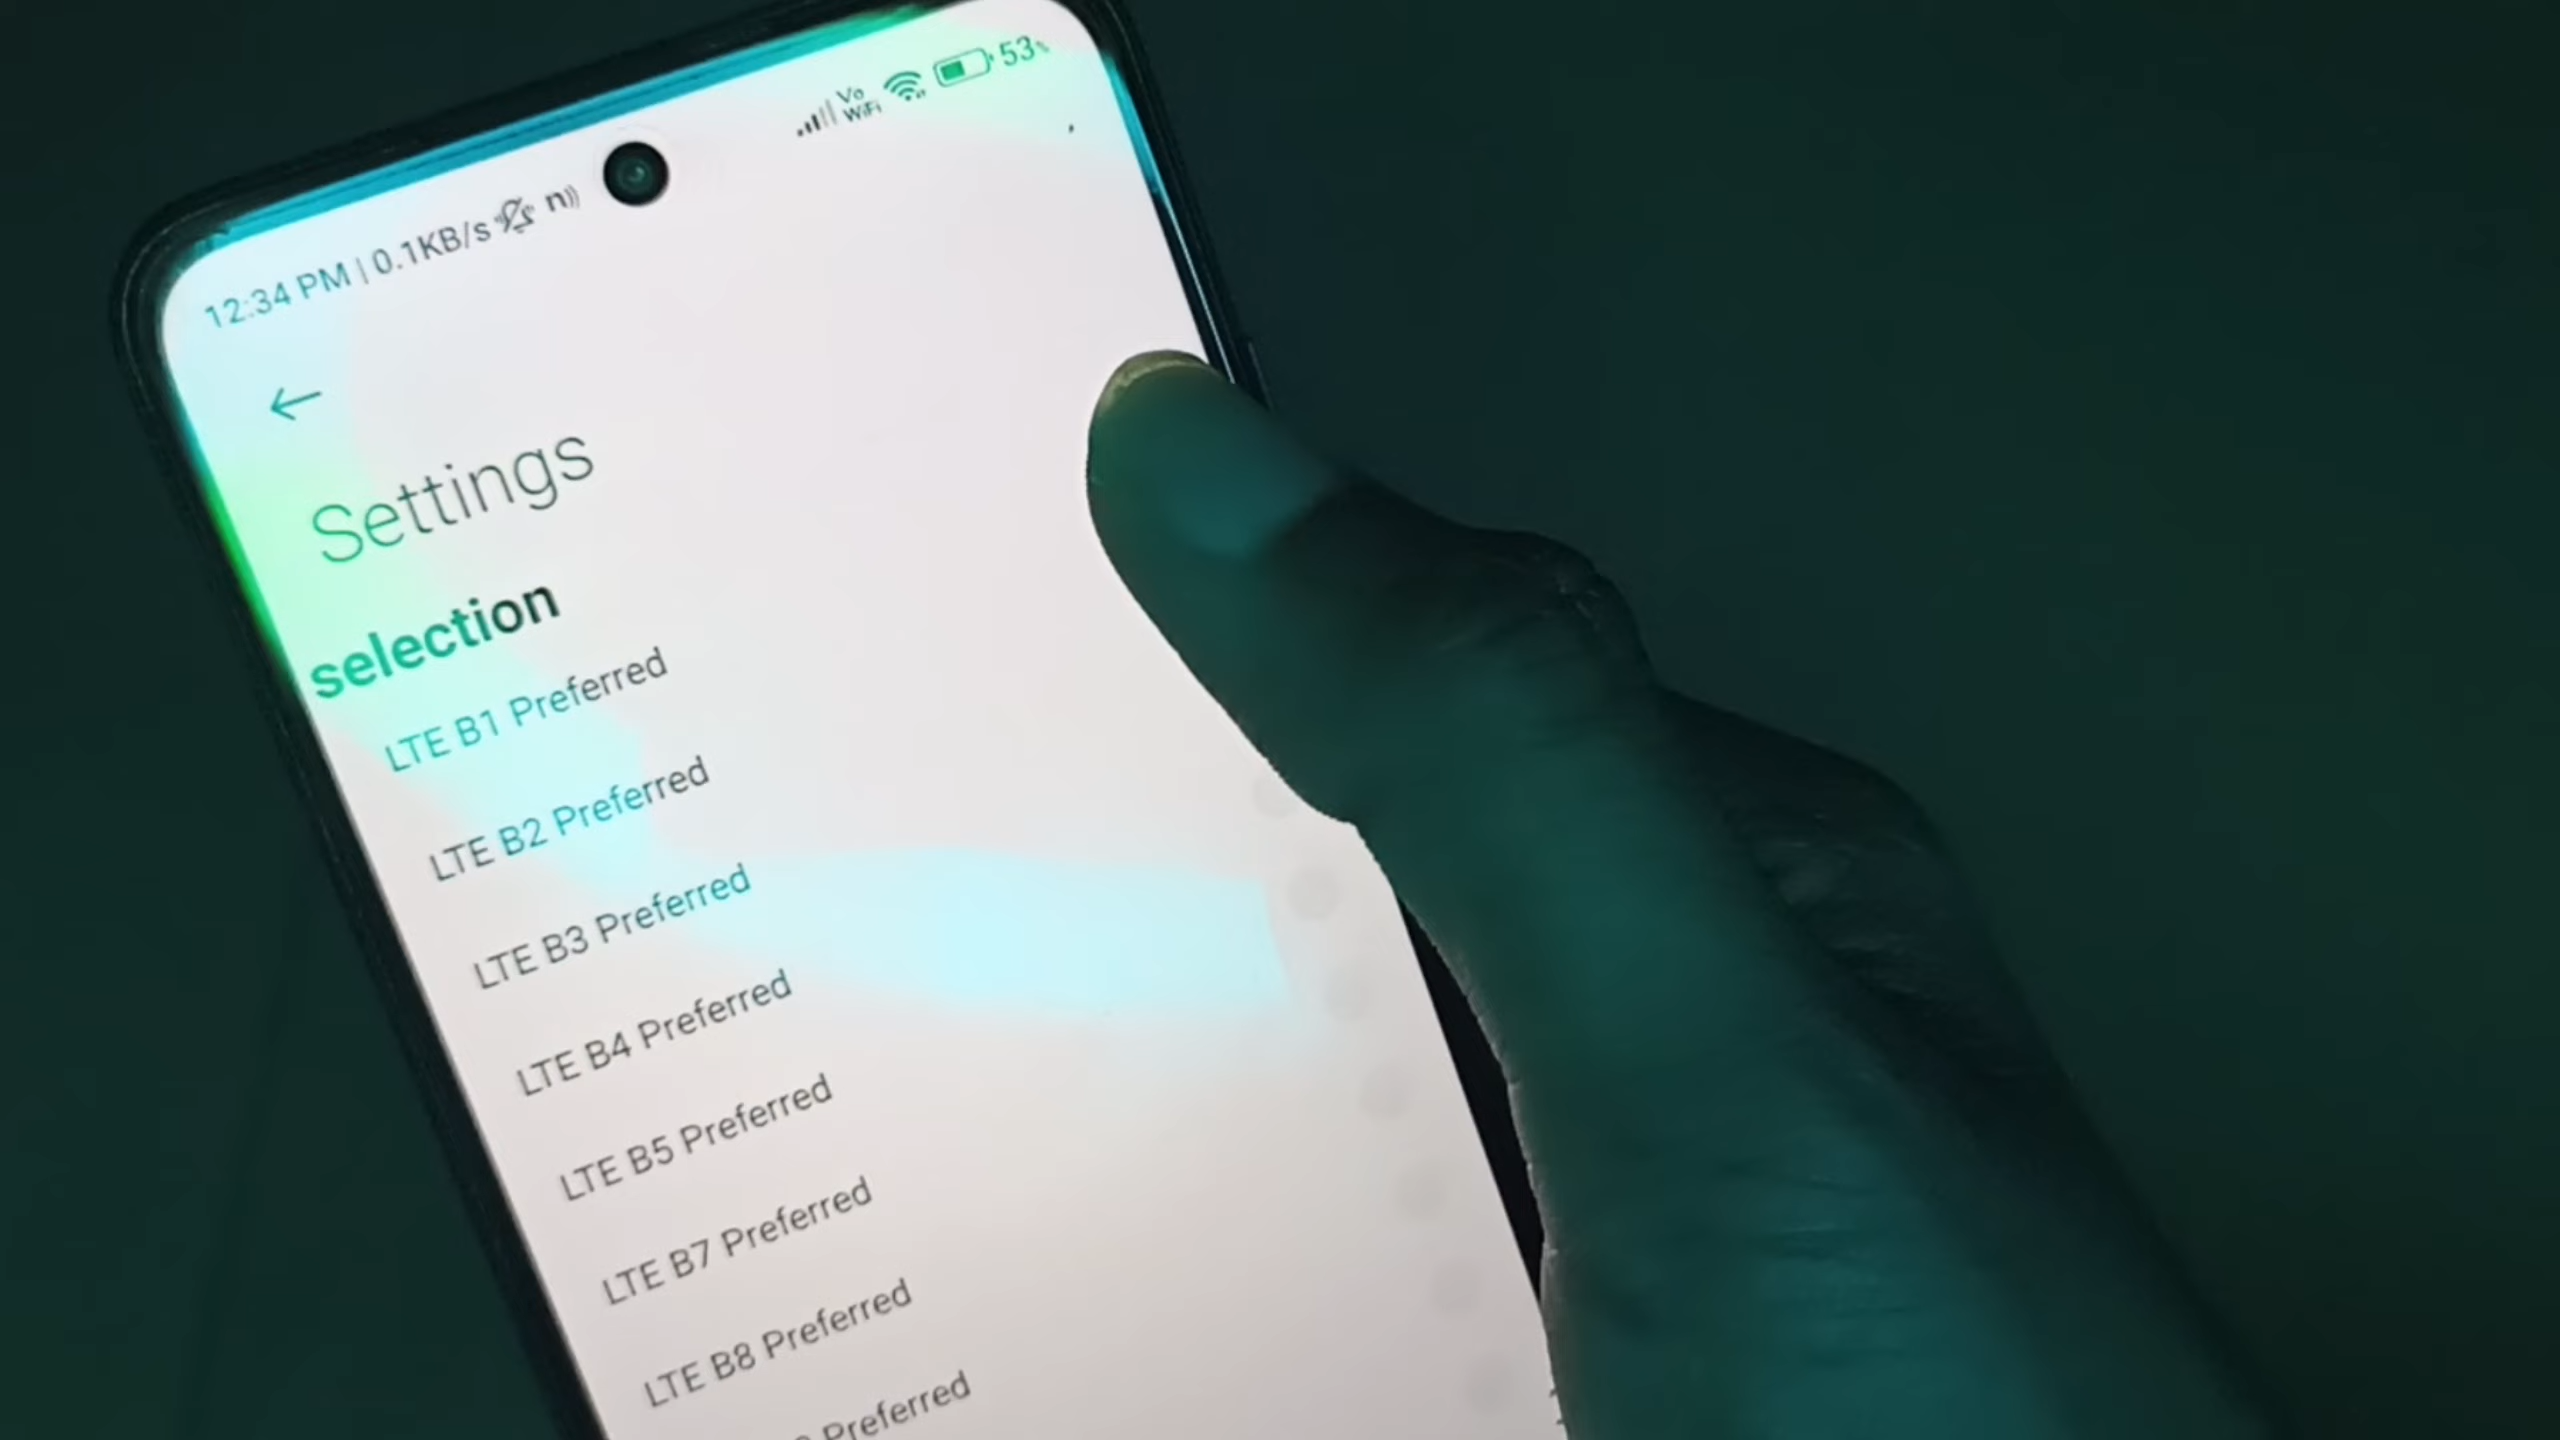 12:34 PM | 0.1KB/s
Vo WiFi 53%
Settings
selection
LTE B1 Preferred
LTE B2 Preferred
LTE B3 Preferred
LTE B4 Preferred
LTE B5 Preferred
LTE B7 Preferred
LTE B8 Preferred
Preferred